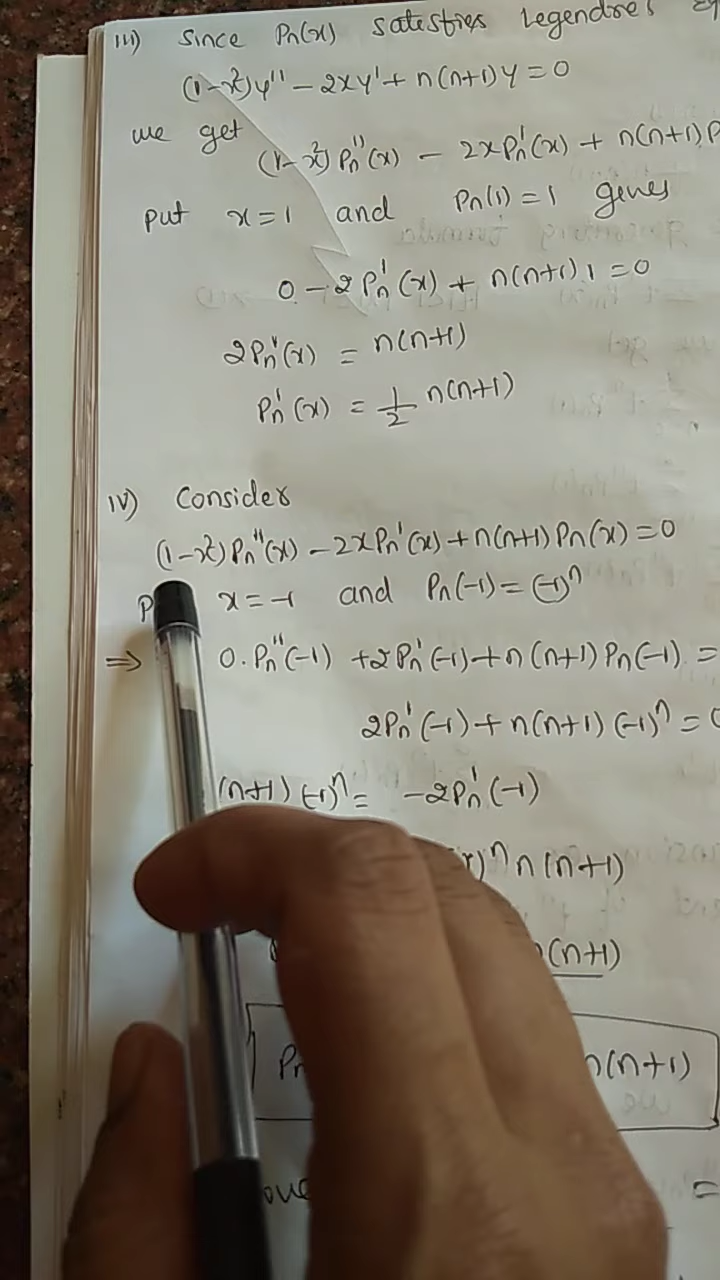 III) Since Pn(x) satisfies Legendres
(1-x²)y'' - 2xy' + n(n+1)y = 0
we get
(1-x²) Pn''(x) - 2xPn'(x) + n(n+1)P
put x=1 and Pn(1)=1 gives
0 - 2Pn'(x) + n(n+1)1 = 0
2Pn'(x) = n(n+1)
Pn'(x) = 1/2 n(n+1)
IV) Consider
(1-x²)Pn''(x) - 2xPn'(x) + n(n+1)Pn(x) = 0
x = -1 and Pn(-1) = (-1)ⁿ
⇒ 0.Pn''(-1) + 2Pn'(-1) + n(n+1)Pn(-1) =
2Pn'(-1) + n(n+1)(-1)ⁿ = 0
(n+1)(-1)ⁿ = -2Pn'(-1)
)ⁿ n(n+1)
(n+1)
Pn n(n+1)
=